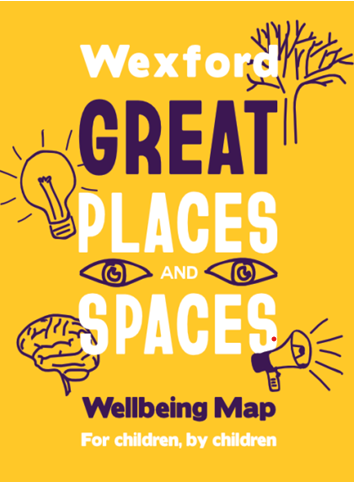 Wexford
GREAT
PLACES
AND
SPACES
Wellbeing Map
For children, by children